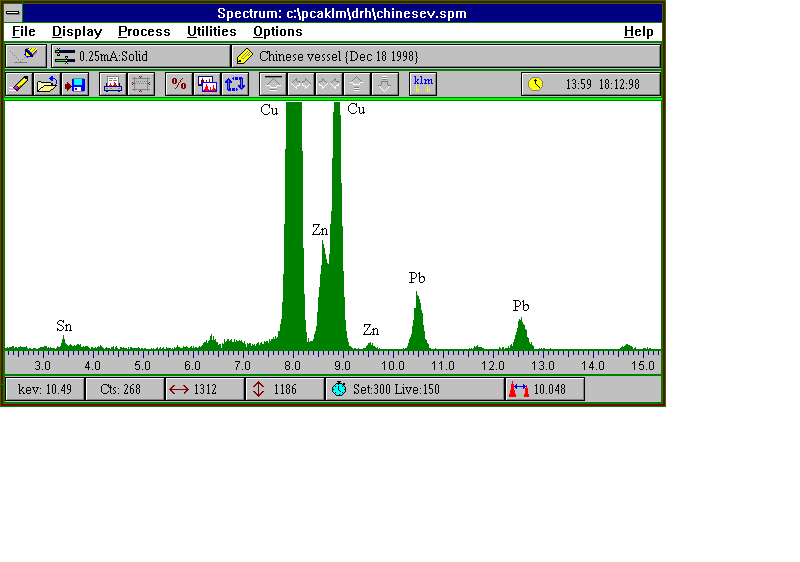 Spectrum: c:\pcaklm\drh\chinesev.spm
File Display Process Utilities Options Help
0.25mA:Solid Chinese vessel {Dec 18 1998}
% klm 13:59 18:12:98
Cu Cu
Zn
Pb
Pb
Sn Zn
3.0 4.0 5.0 6.0 7.0 8.0 9.0 10.0 11.0 12.0 13.0 14.0 15.0
kev: 10.49 Cts: 268 1312 1186 Set:300 Live:150 10.048